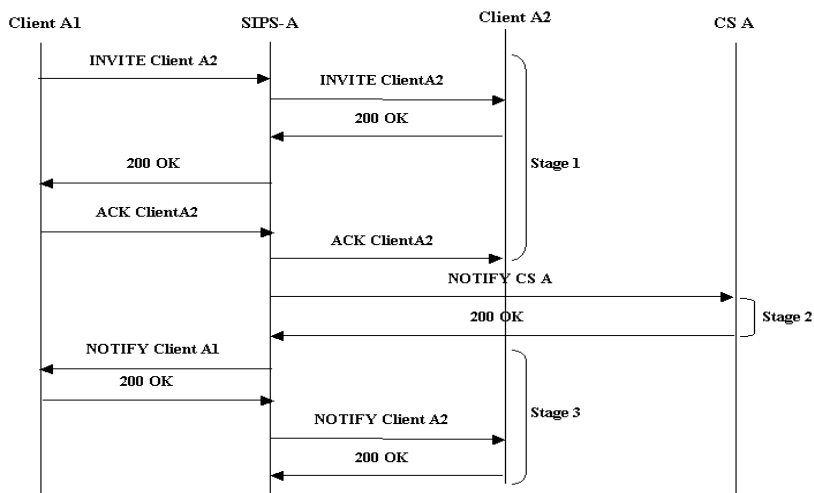 Client A1
SIPS-A
Client A2
CS A
INVITE Client A2
INVITE ClientA2
200 OK
200 OK
Stage 1
ACK ClientA2
ACK ClientA2
NOTIFY CS A
200 OK
Stage 2
NOTIFY Client A1
200 OK
NOTIFY Client A2
Stage 3
200 OK